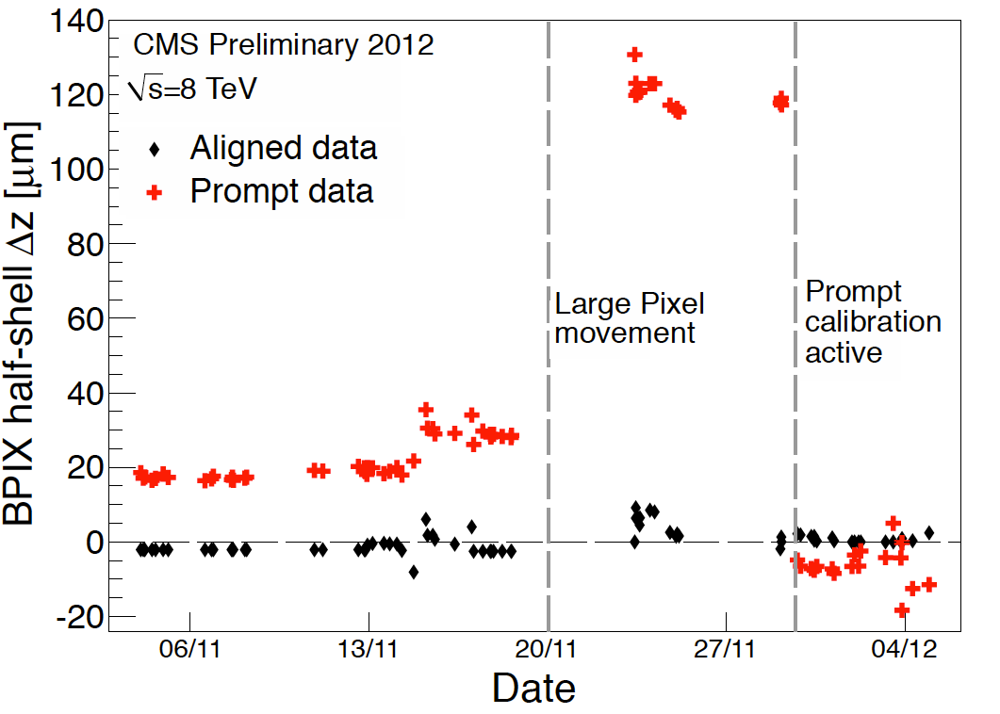 140
120
100
80
60
40
20
0
-20
BPIX half-shell Δz [μm]
CMS Preliminary 2012
√s=8 TeV
Aligned data
Prompt data
Large Pixel
movement
Prompt
calibration
active
06/11
13/11
20/11
27/11
04/12
Date